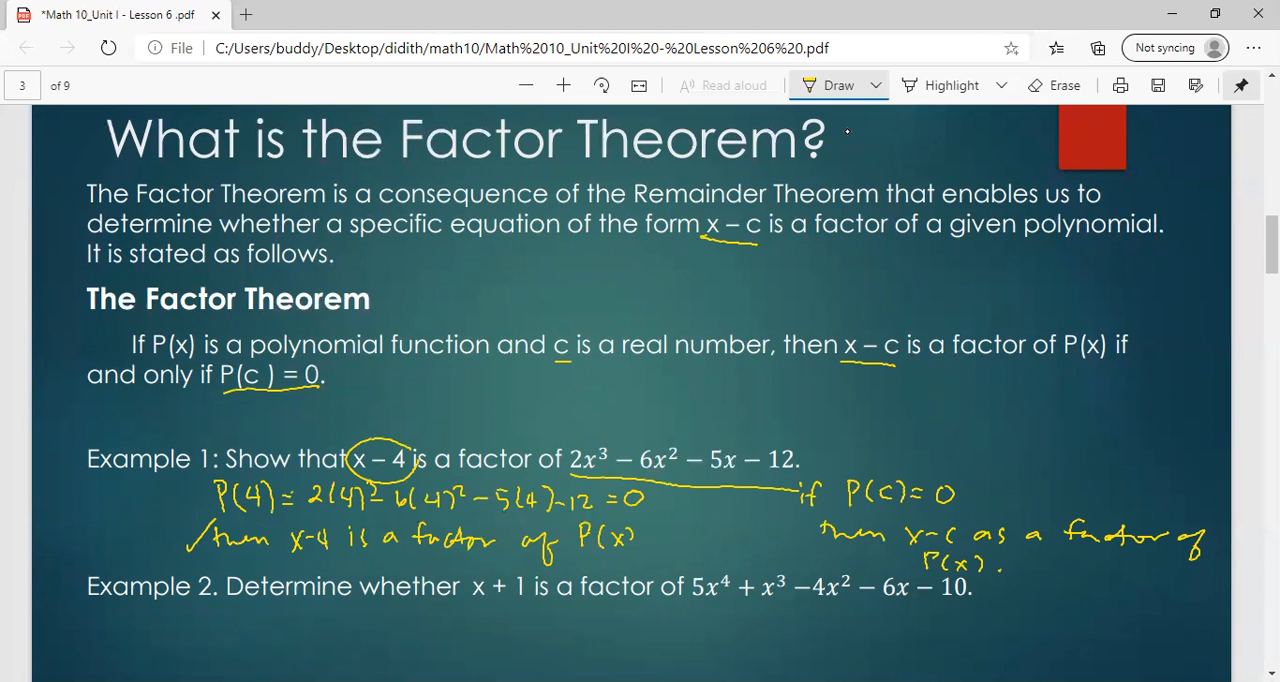 *Math 10_Unit I - Lesson 6 .pdf
File C:/Users/buddy/Desktop/didith/math10/Math%2010_Unit%20I%20-%20Lesson%206%20.pdf Not syncing
3 of 9 Read aloud Draw Highlight Erase
What is the Factor Theorem?
The Factor Theorem is a consequence of the Remainder Theorem that enables us to
determine whether a specific equation of the form x – c is a factor of a given polynomial.
It is stated as follows.
The Factor Theorem
If P(x) is a polynomial function and c is a real number, then x – c is a factor of P(x) if
and only if P(c ) = 0.
Example 1: Show that x – 4 is a factor of 2x³ − 6x² − 5x − 12.
P(4) = 2(4)³ - 6(4)² - 5(4) - 12 = 0
if P(c) = 0
✓then x-4 is a factor of P(x)
then x-c as a factor of
P(x).
Example 2. Determine whether x + 1 is a factor of 5x⁴ + x³ −4x² − 6x − 10.